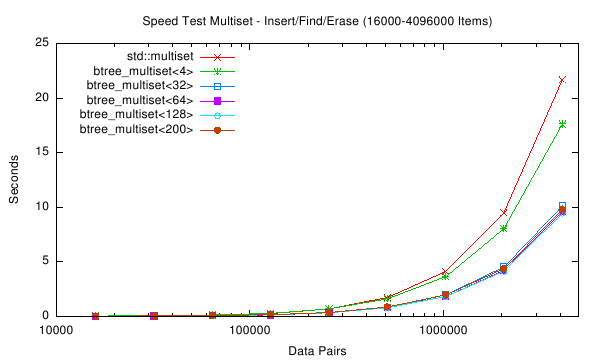 Speed Test Multiset - Insert/Find/Erase (16000-4096000 Items)
25
20
15
10
5
0
Seconds
std::multiset
btree_multiset<4>
btree_multiset<32>
btree_multiset<64>
btree_multiset<128>
btree_multiset<200>
10000
100000
1000000
Data Pairs